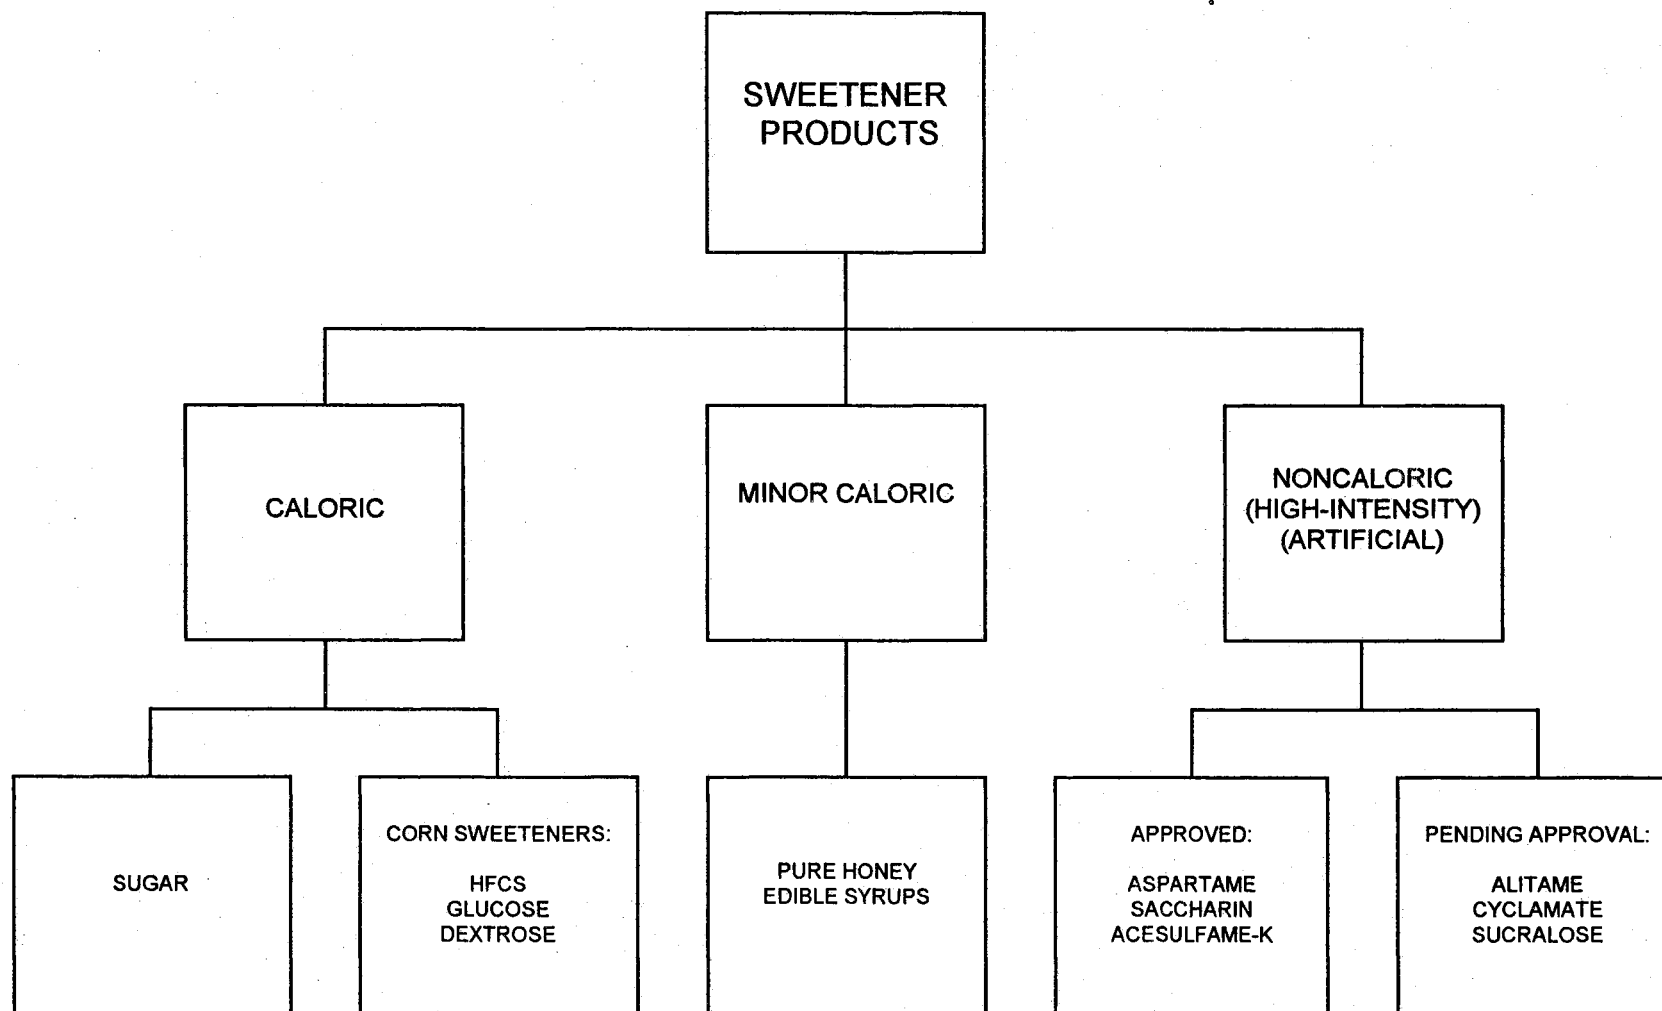 SWEETENER
PRODUCTS
CALORIC
MINOR CALORIC
NONCALORIC
(HIGH-INTENSITY)
(ARTIFICIAL)
SUGAR
CORN SWEETENERS:
HFCS
GLUCOSE
DEXTROSE
PURE HONEY
EDIBLE SYRUPS
APPROVED:
ASPARTAME
SACCHARIN
ACESULFAME-K
PENDING APPROVAL:
ALITAME
CYCLAMATE
SUCRALOSE